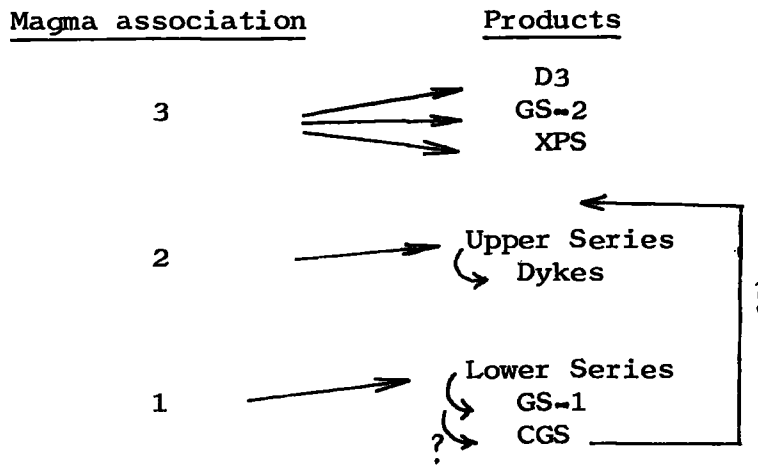 Magma association Products
D3
3 GS-2
XPS
Upper Series
2 Dykes
Lower Series
1 GS-1
? CGS